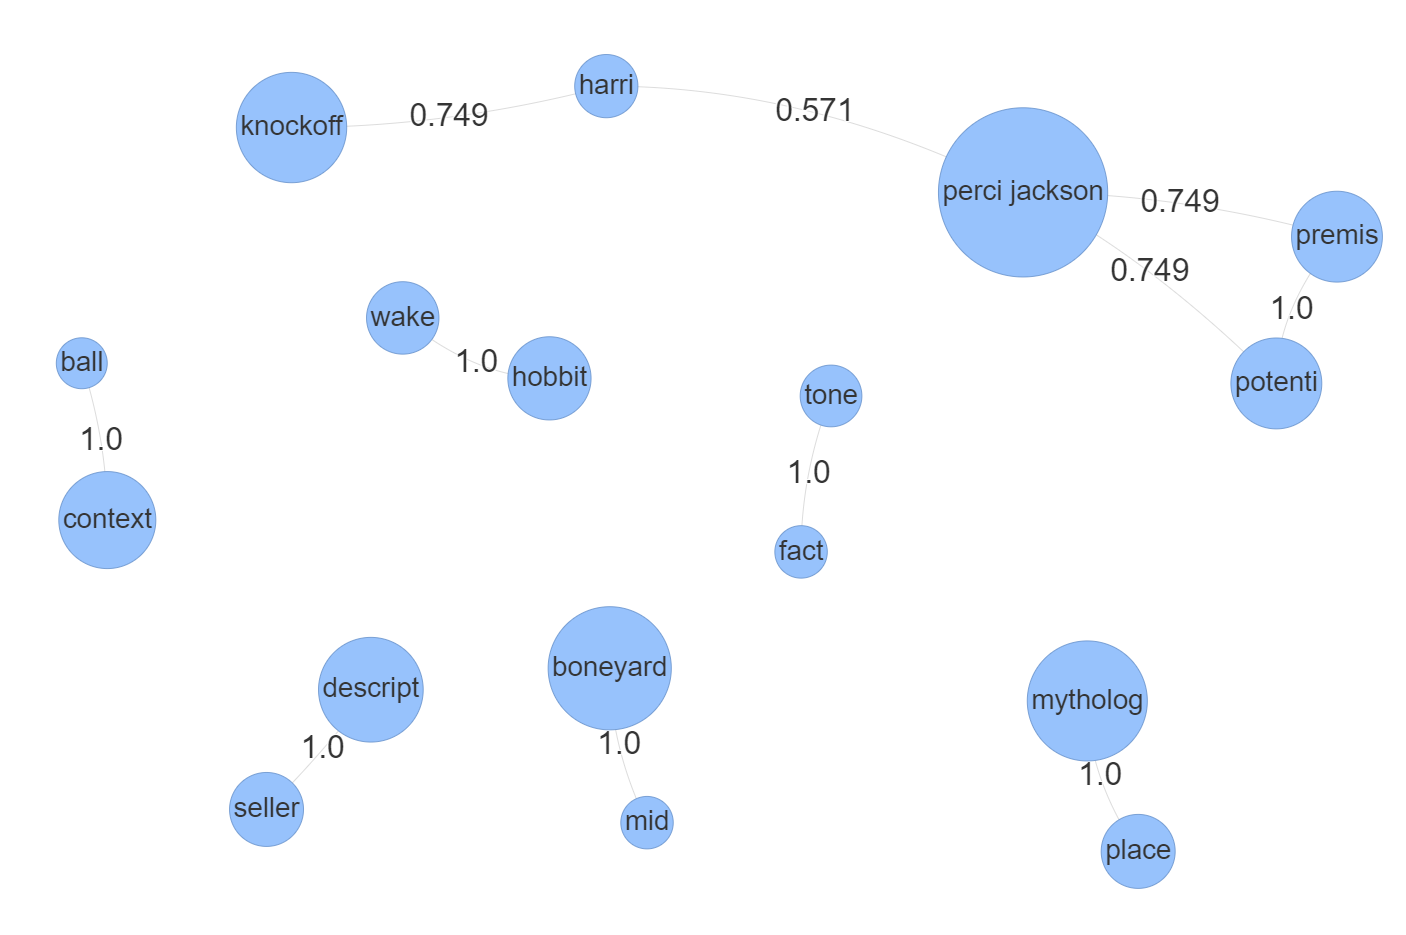 harri
knockoff
0.749
0.571
perci jackson
0.749
premis
0.749
1.0
wake
1.0
hobbit
ball
1.0
context
potenti
tone
1.0
fact
descript
1.0
seller
boneyard
1.0
mid
mytholog
1.0
place